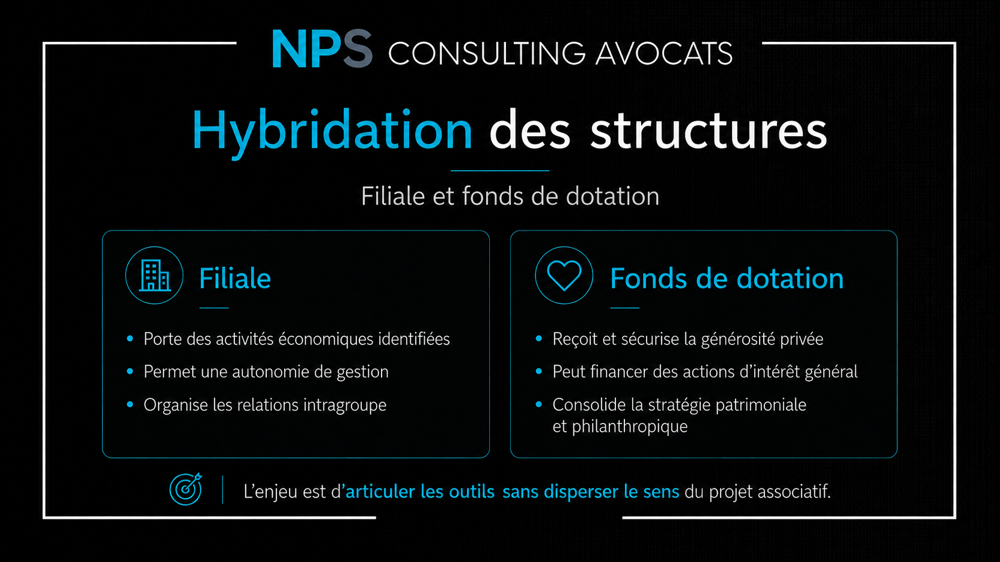 NPS CONSULTING AVOCATS
Hybridation des structures
Filiale et fonds de dotation
Filiale
• Porte des activités économiques identifiées
• Permet une autonomie de gestion
• Organise les relations intragroupe
Fonds de dotation
• Reçoit et sécurise la générosité privée
• Peut financer des actions d’intérêt général
• Consolide la stratégie patrimoniale
et philanthropique
L’enjeu est d’articuler les outils sans disperser le sens du projet associatif.